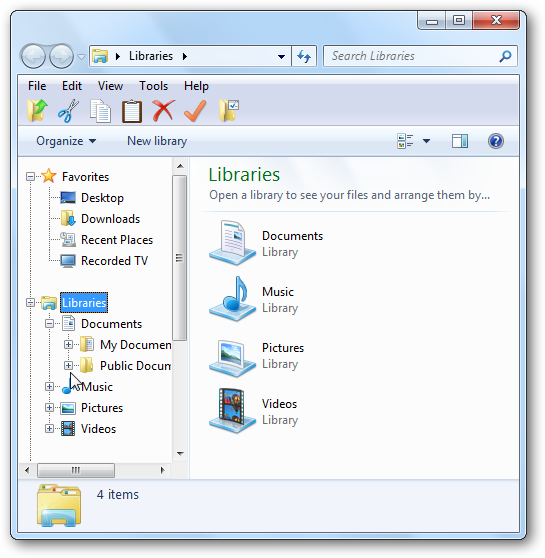 Libraries
Search Libraries
File Edit View Tools Help
Organize New library
Favorites
Desktop
Downloads
Recent Places
Recorded TV
Libraries
Documents
My Documen
Public Docum
Music
Pictures
Videos
Libraries
Open a library to see your files and arrange them by...
Documents
Library
Music
Library
Pictures
Library
Videos
Library
4 items